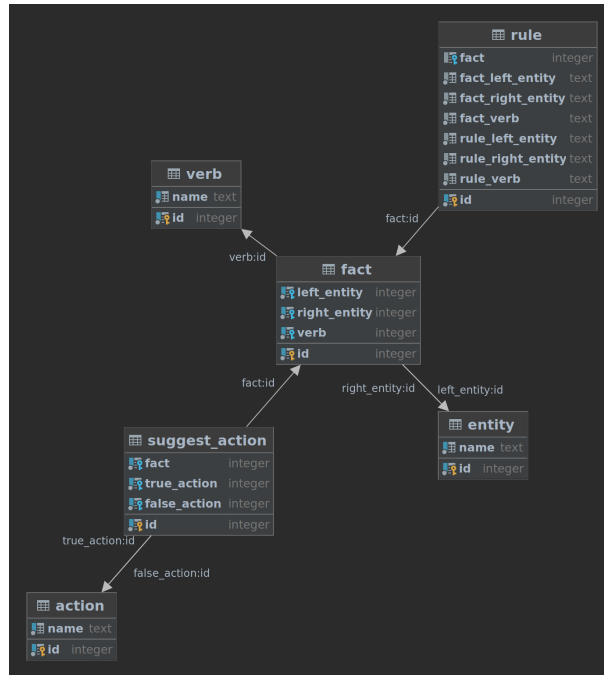 rule
fact integer
fact_left_entity text
fact_right_entity text
fact_verb text
rule_left_entity text
rule_right_entity text
rule_verb text
id integer
verb
name text
id integer
fact:id
verb:id
fact
left_entity integer
right_entity integer
verb integer
id integer
fact:id
right_entity:id
left_entity:id
entity
name text
id integer
suggest_action
fact integer
true_action integer
false_action integer
id integer
true_action:id
false_action:id
action
name text
id integer